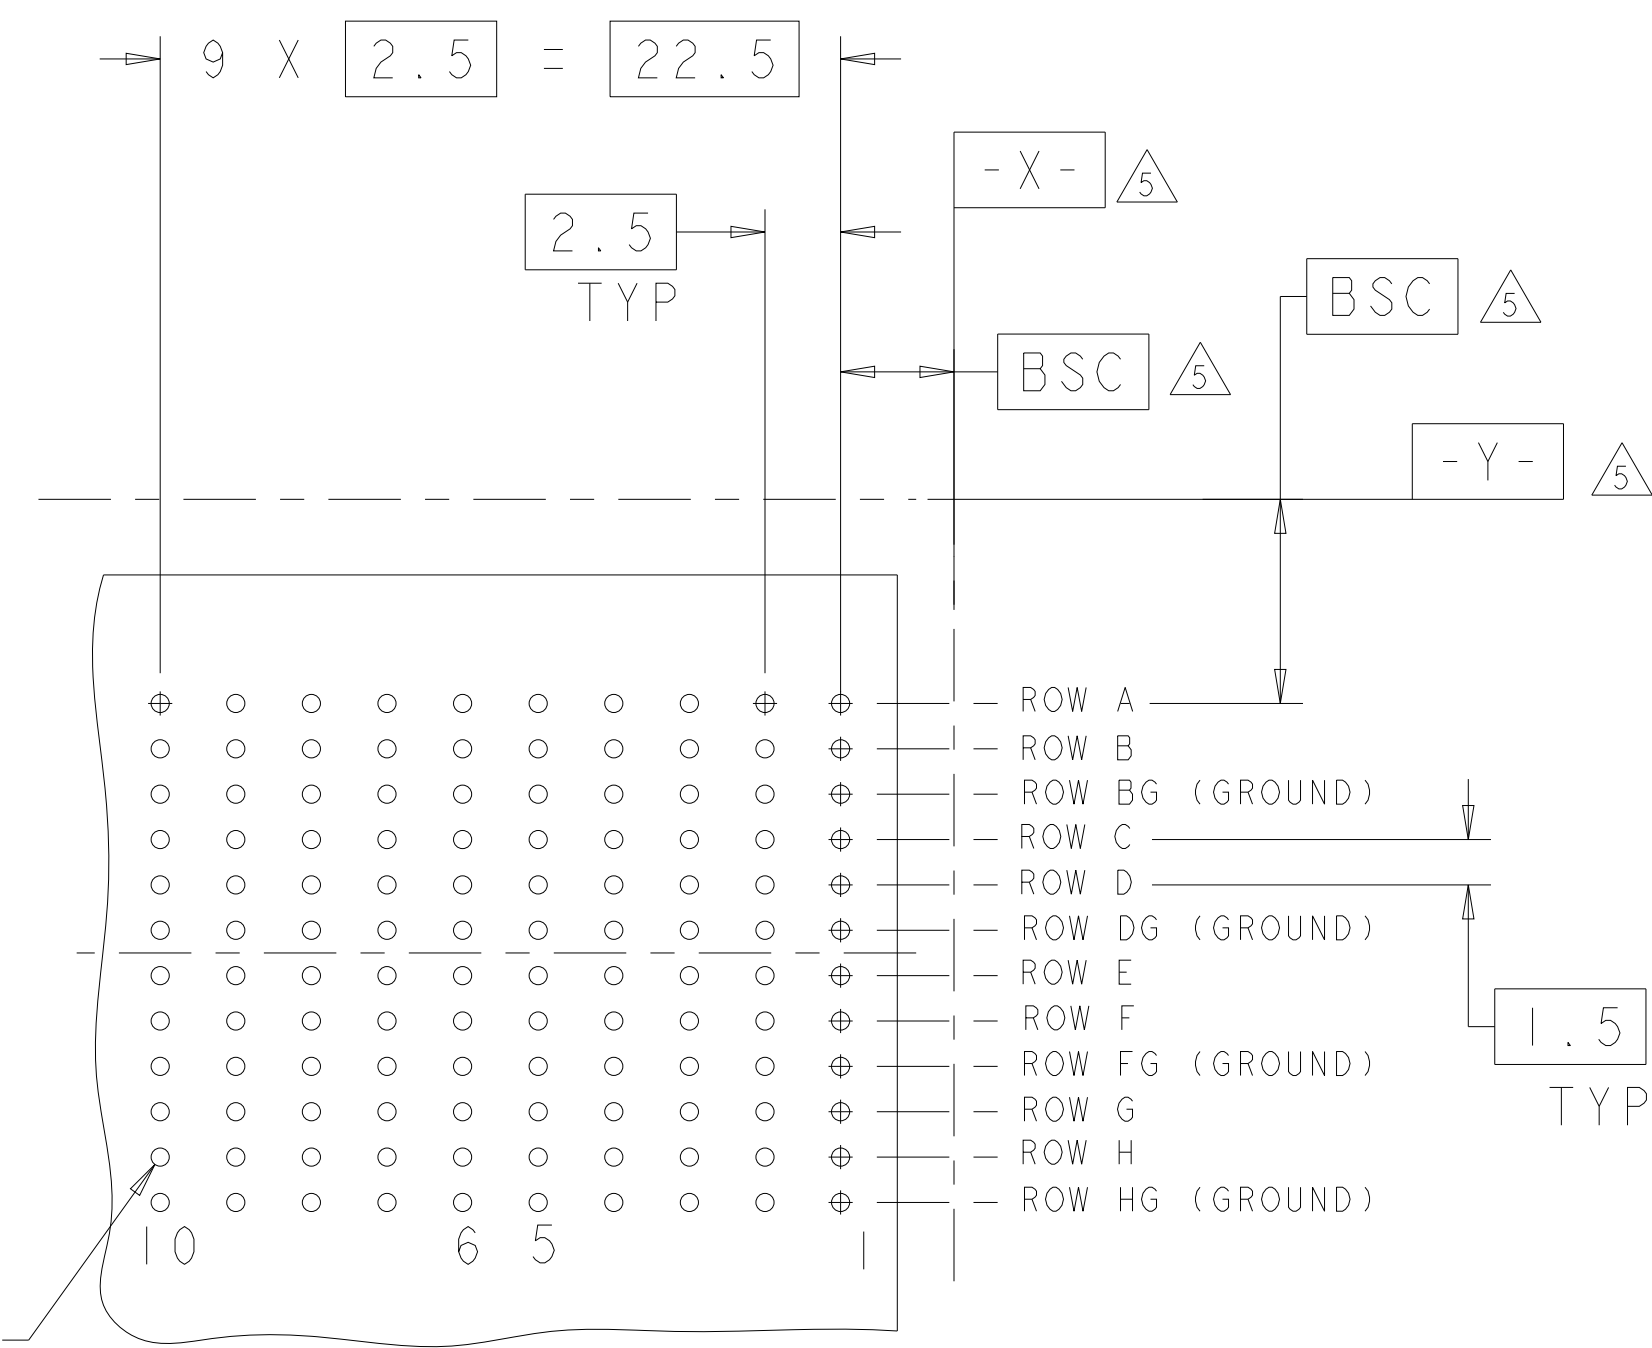 9 X 2.5 = 22.5
-X- 5
2.5
TYP
BSC 5
BSC 5
-Y- 5
ROW A
ROW B
ROW BG (GROUND)
ROW C
ROW D
ROW DG (GROUND)
ROW E
ROW F
1.5
TYP
ROW FG (GROUND)
ROW G
ROW H
ROW HG (GROUND)
10 6 5 1